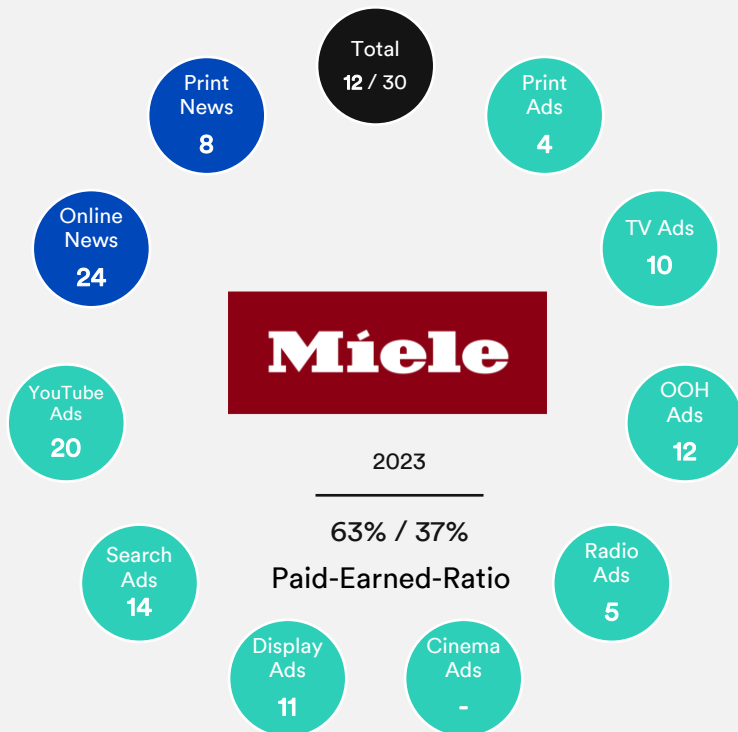 Total
12 / 30
Print
News
8
Print
Ads
4
Online
News
24
TV Ads
10
Miele
YouTube
Ads
20
OOH
Ads
12
2023
63% / 37%
Paid-Earned-Ratio
Search
Ads
14
Radio
Ads
5
Display
Ads
11
Cinema
Ads
-